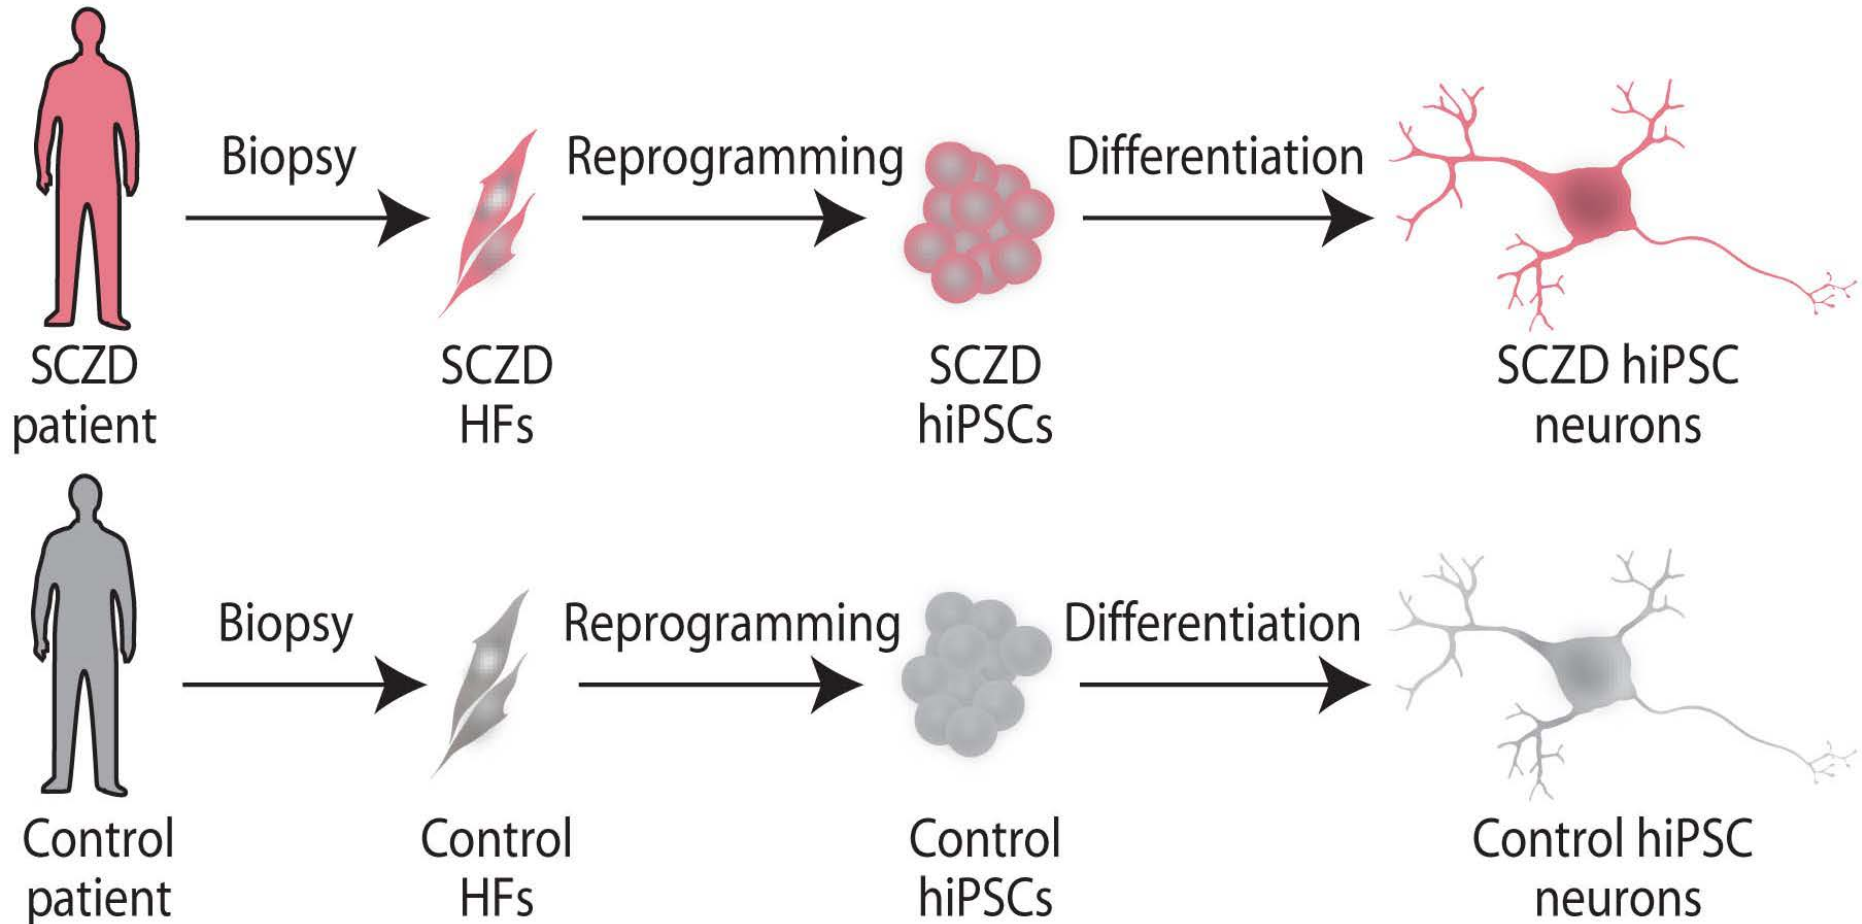 Biopsy
Reprogramming
Differentiation
SCZD
patient
SCZD
HFs
SCZD
hiPSCs
SCZD hiPSC
neurons
Biopsy
Reprogramming
Differentiation
Control
patient
Control
HFs
Control
hiPSCs
Control hiPSC
neurons